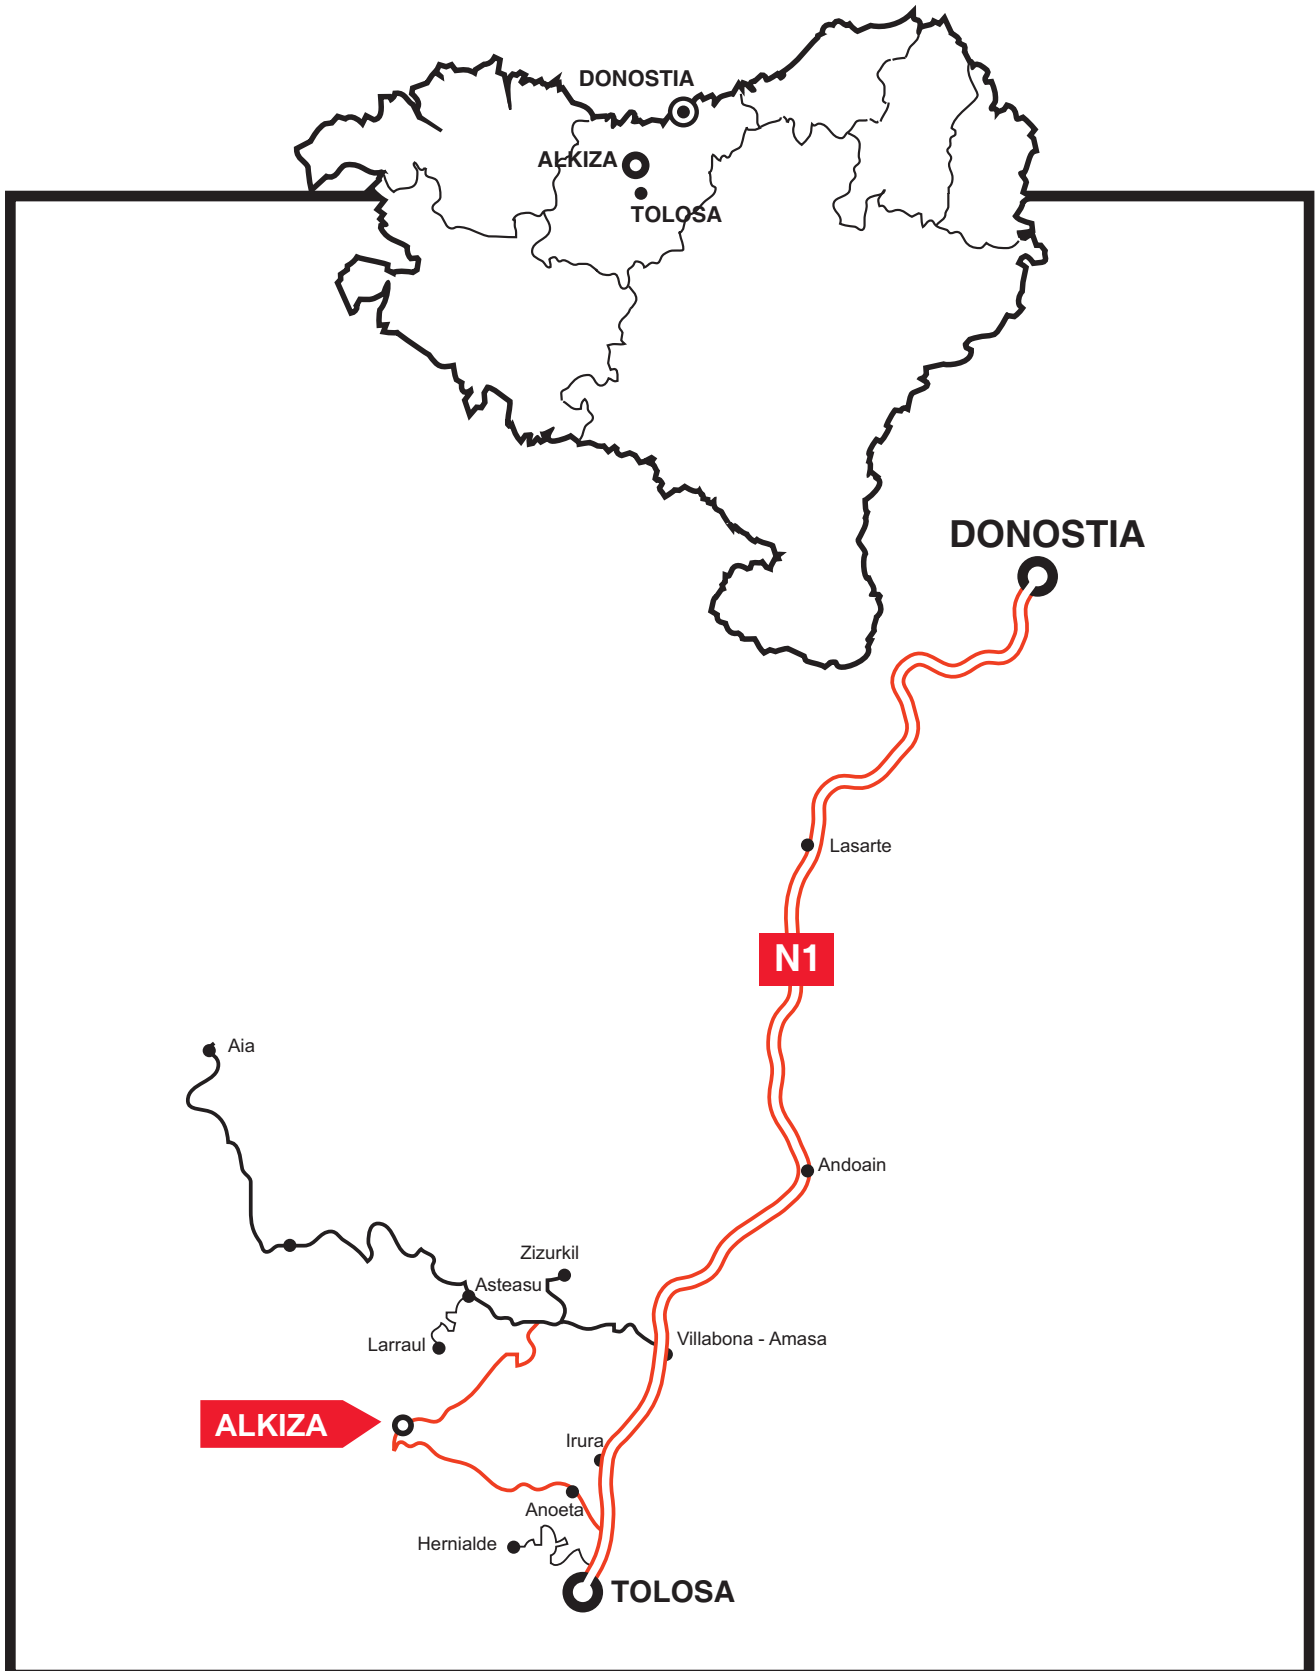 DONOSTIA
ALKIZA
TOLOSA
DONOSTIA
Lasarte
N1
Aia
Andoain
Zizurkil
Asteasu
Villabona - Amasa
Larraul
ALKIZA
Irura
Anoeta
Hernialde
TOLOSA